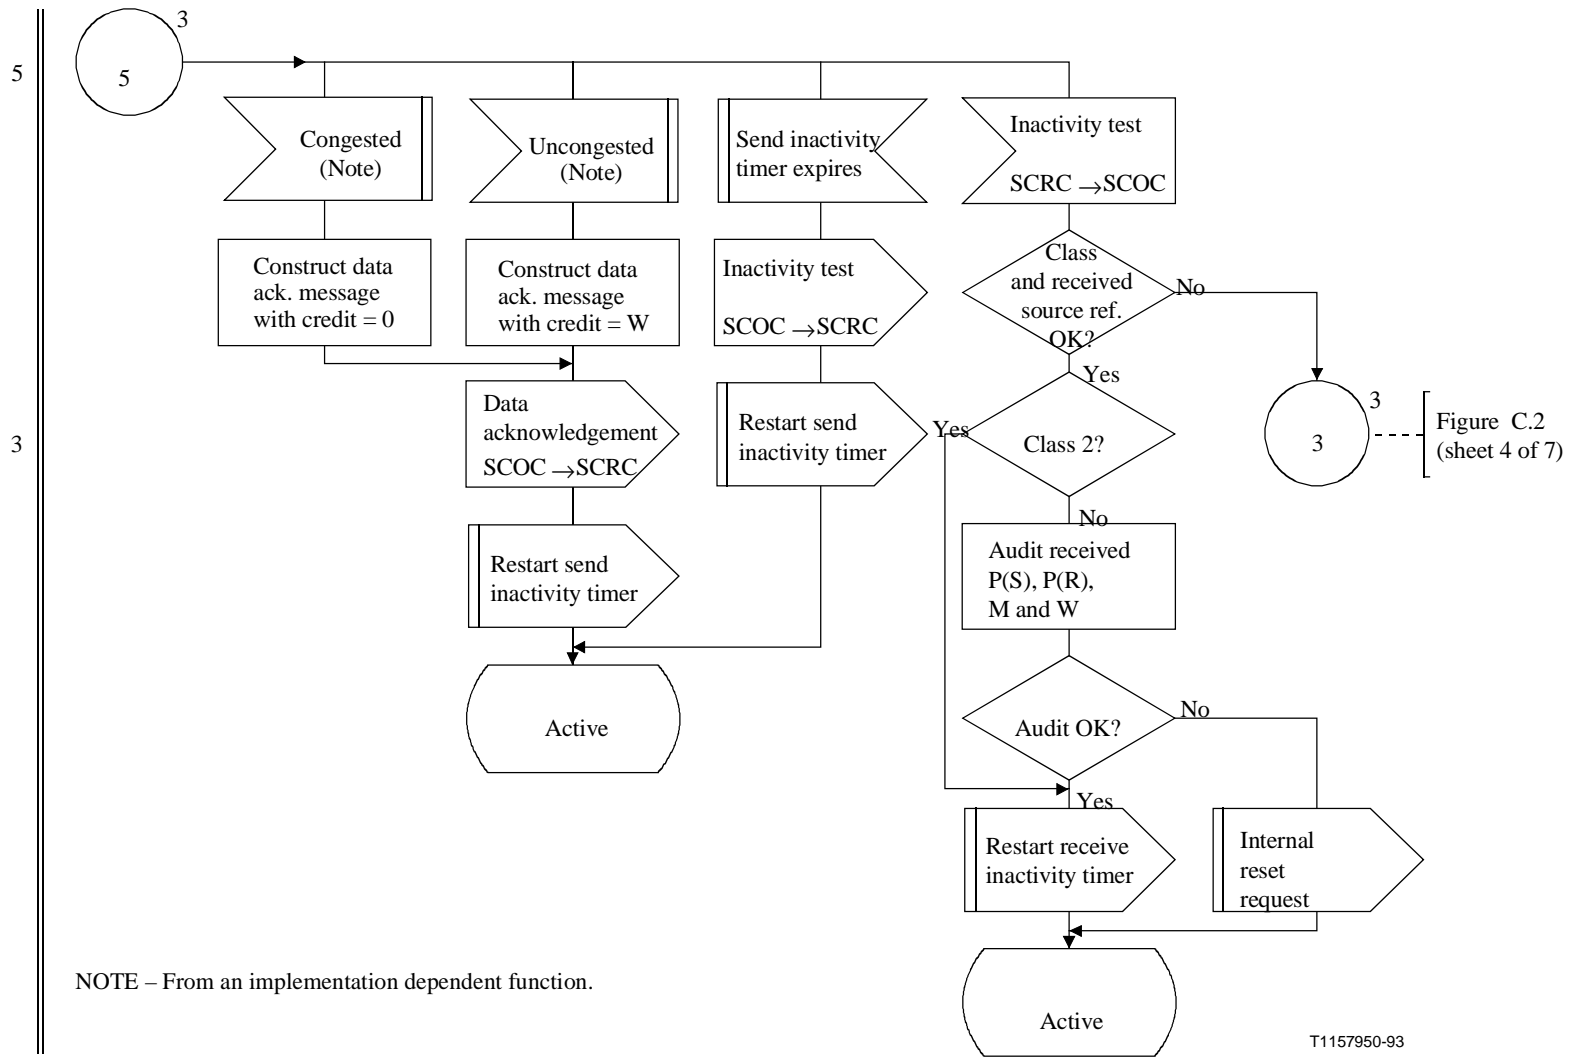 3
5
5
Congested
(Note)
Uncongested
(Note)
Send inactivity
timer expires
Inactivity test
SCRC → SCOC
Construct data
ack. message
with credit = 0
Construct data
ack. message
with credit = W
Inactivity test
SCOC → SCRC
Class
and received
source ref.
OK?
No
Yes
Data
acknowledgement
SCOC → SCRC
Restart send
inactivity timer
Yes
Class 2?
3
3
Figure C.2
(sheet 4 of 7)
3
No
Restart send
inactivity timer
Audit received
P(S), P(R),
M and W
Active
Audit OK?
No
Yes
Restart receive
inactivity timer
Internal
reset
request
NOTE – From an implementation dependent function.
Active
T1157950-93